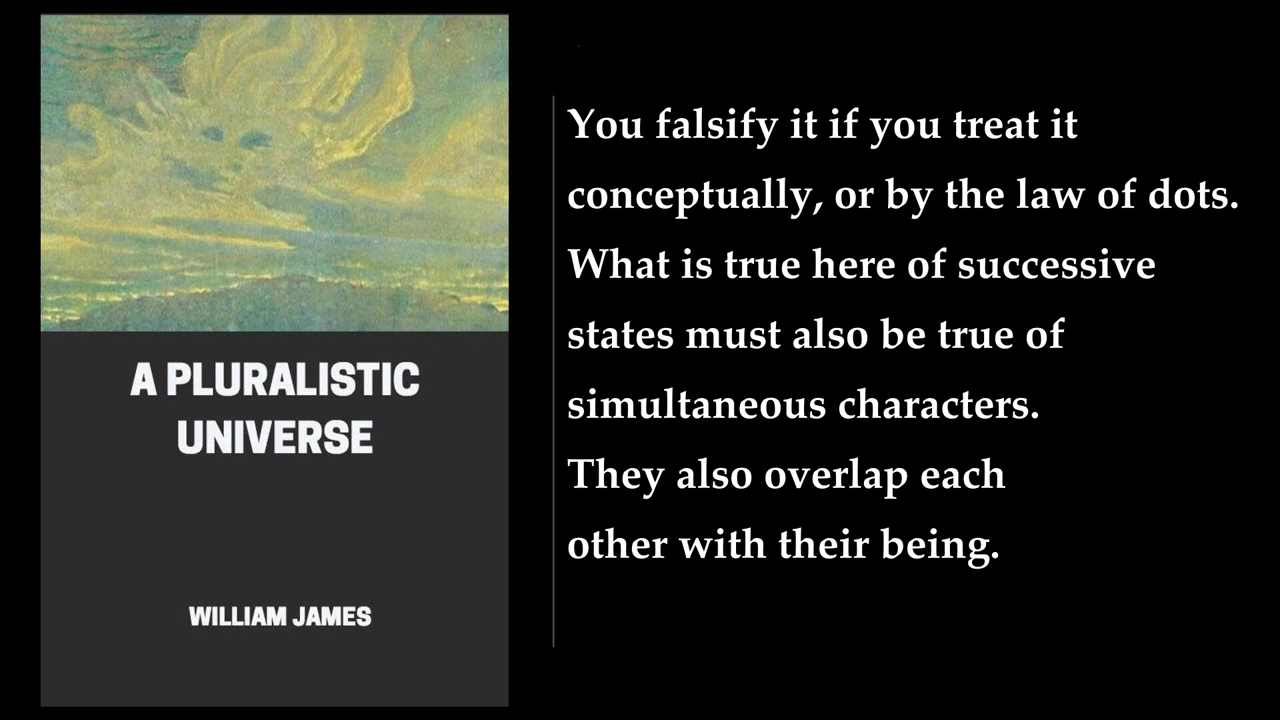 A PLURALISTIC
UNIVERSE
WILLIAM JAMES
You falsify it if you treat it
conceptually, or by the law of dots.
What is true here of successive
states must also be true of
simultaneous characters.
They also overlap each
other with their being.